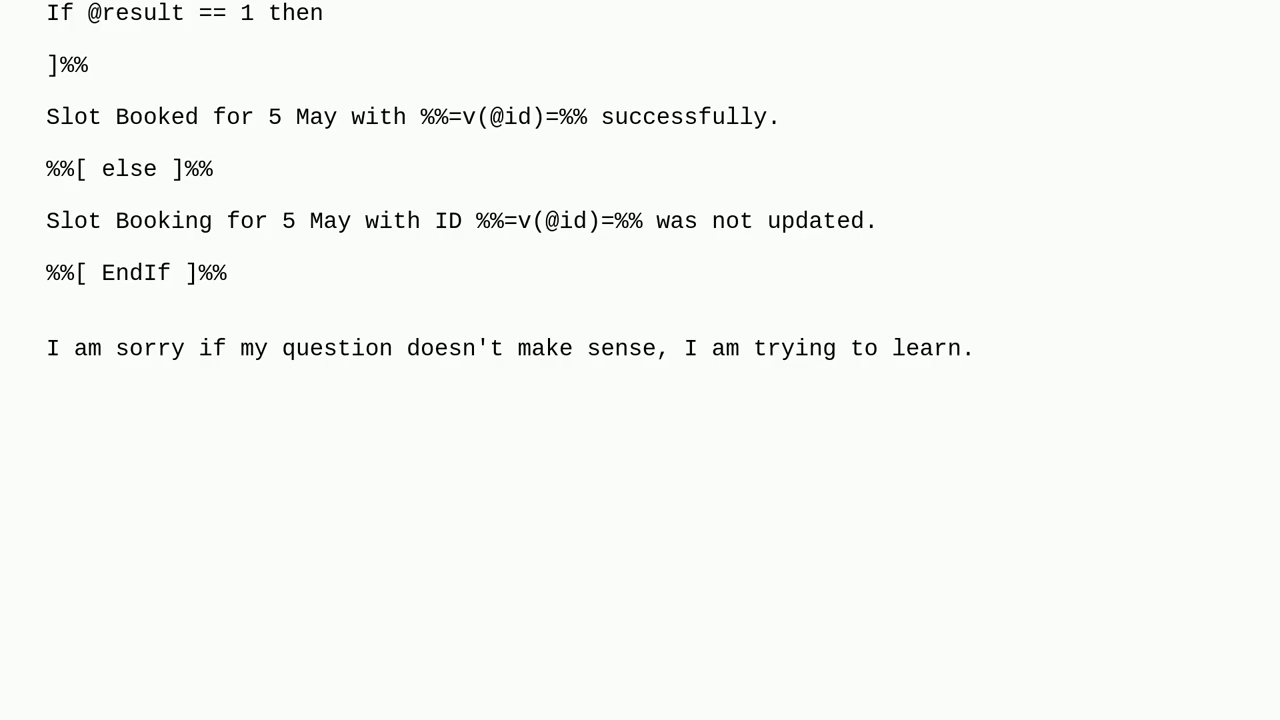 If @result == 1 then
]%%
Slot Booked for 5 May with %%=v(@id)=%% successfully.
%%[ else ]%%
Slot Booking for 5 May with ID %%=v(@id)=%% was not updated.
%%[ EndIf ]%%
I am sorry if my question doesn't make sense, I am trying to learn.